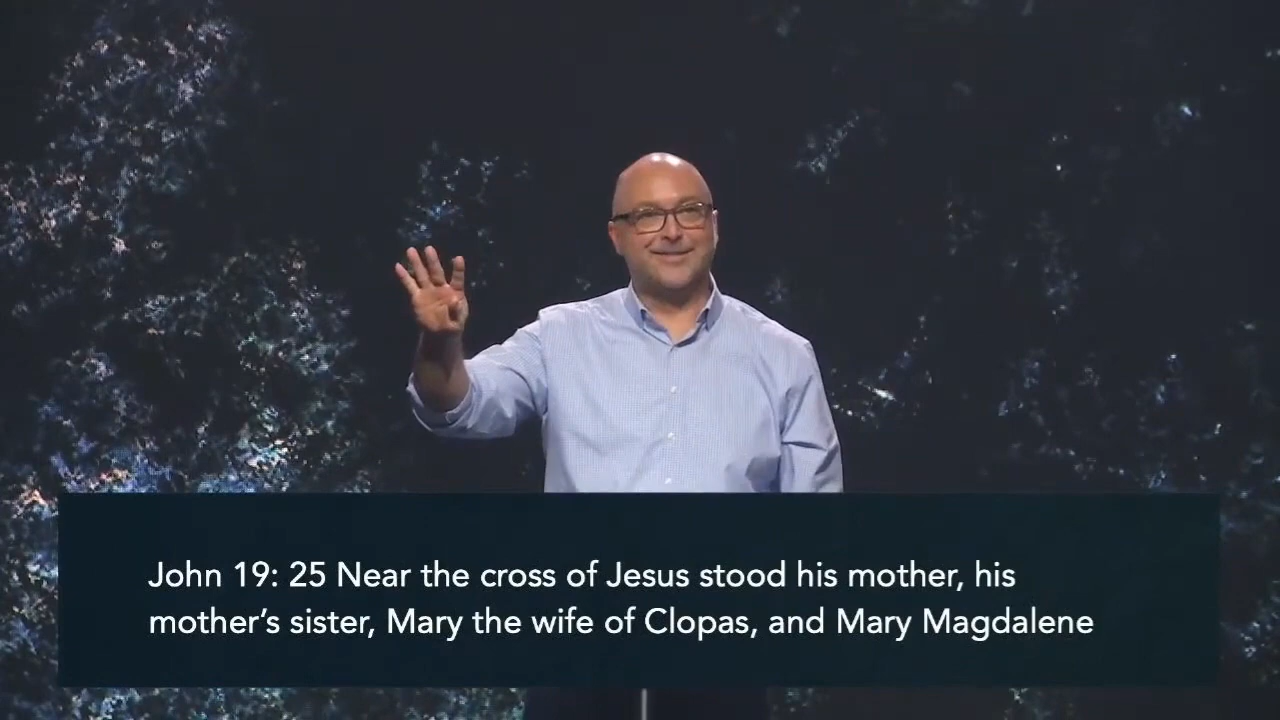 John 19: 25 Near the cross of Jesus stood his mother, his
mother’s sister, Mary the wife of Clopas, and Mary Magdalene